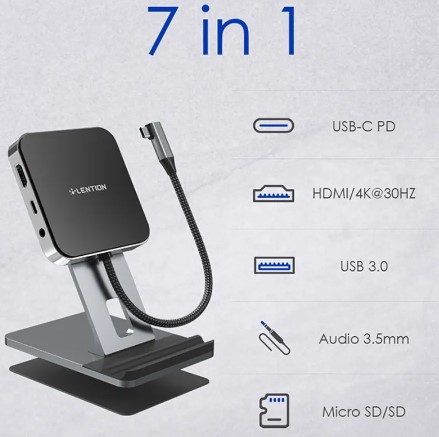 7 in 1
USB-C PD
LENTION
HDMI/4K@30HZ
USB 3.0
Audio 3.5mm
Micro SD/SD